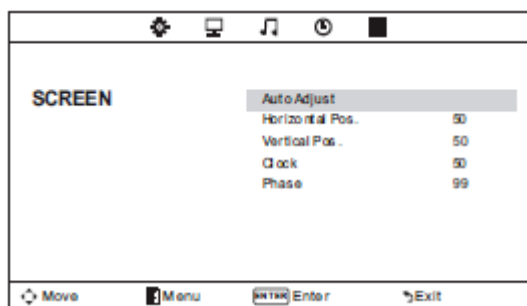 SCREEN
Auto Adjust
Horizontal Pos. 50
Vertical Pos. 50
Clock 50
Phase 99
Move Menu ENTER Enter Exit